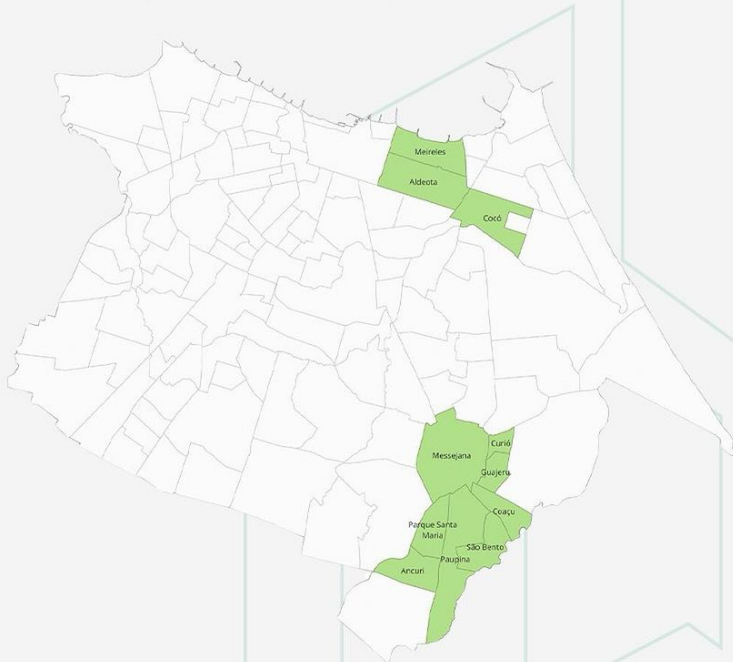 Meireles
Aldeota
Cocó
Curió
Messejana
Guajeru
Coaçu
Parque Santa
Maria
São Bento
Paupina
Ancuri